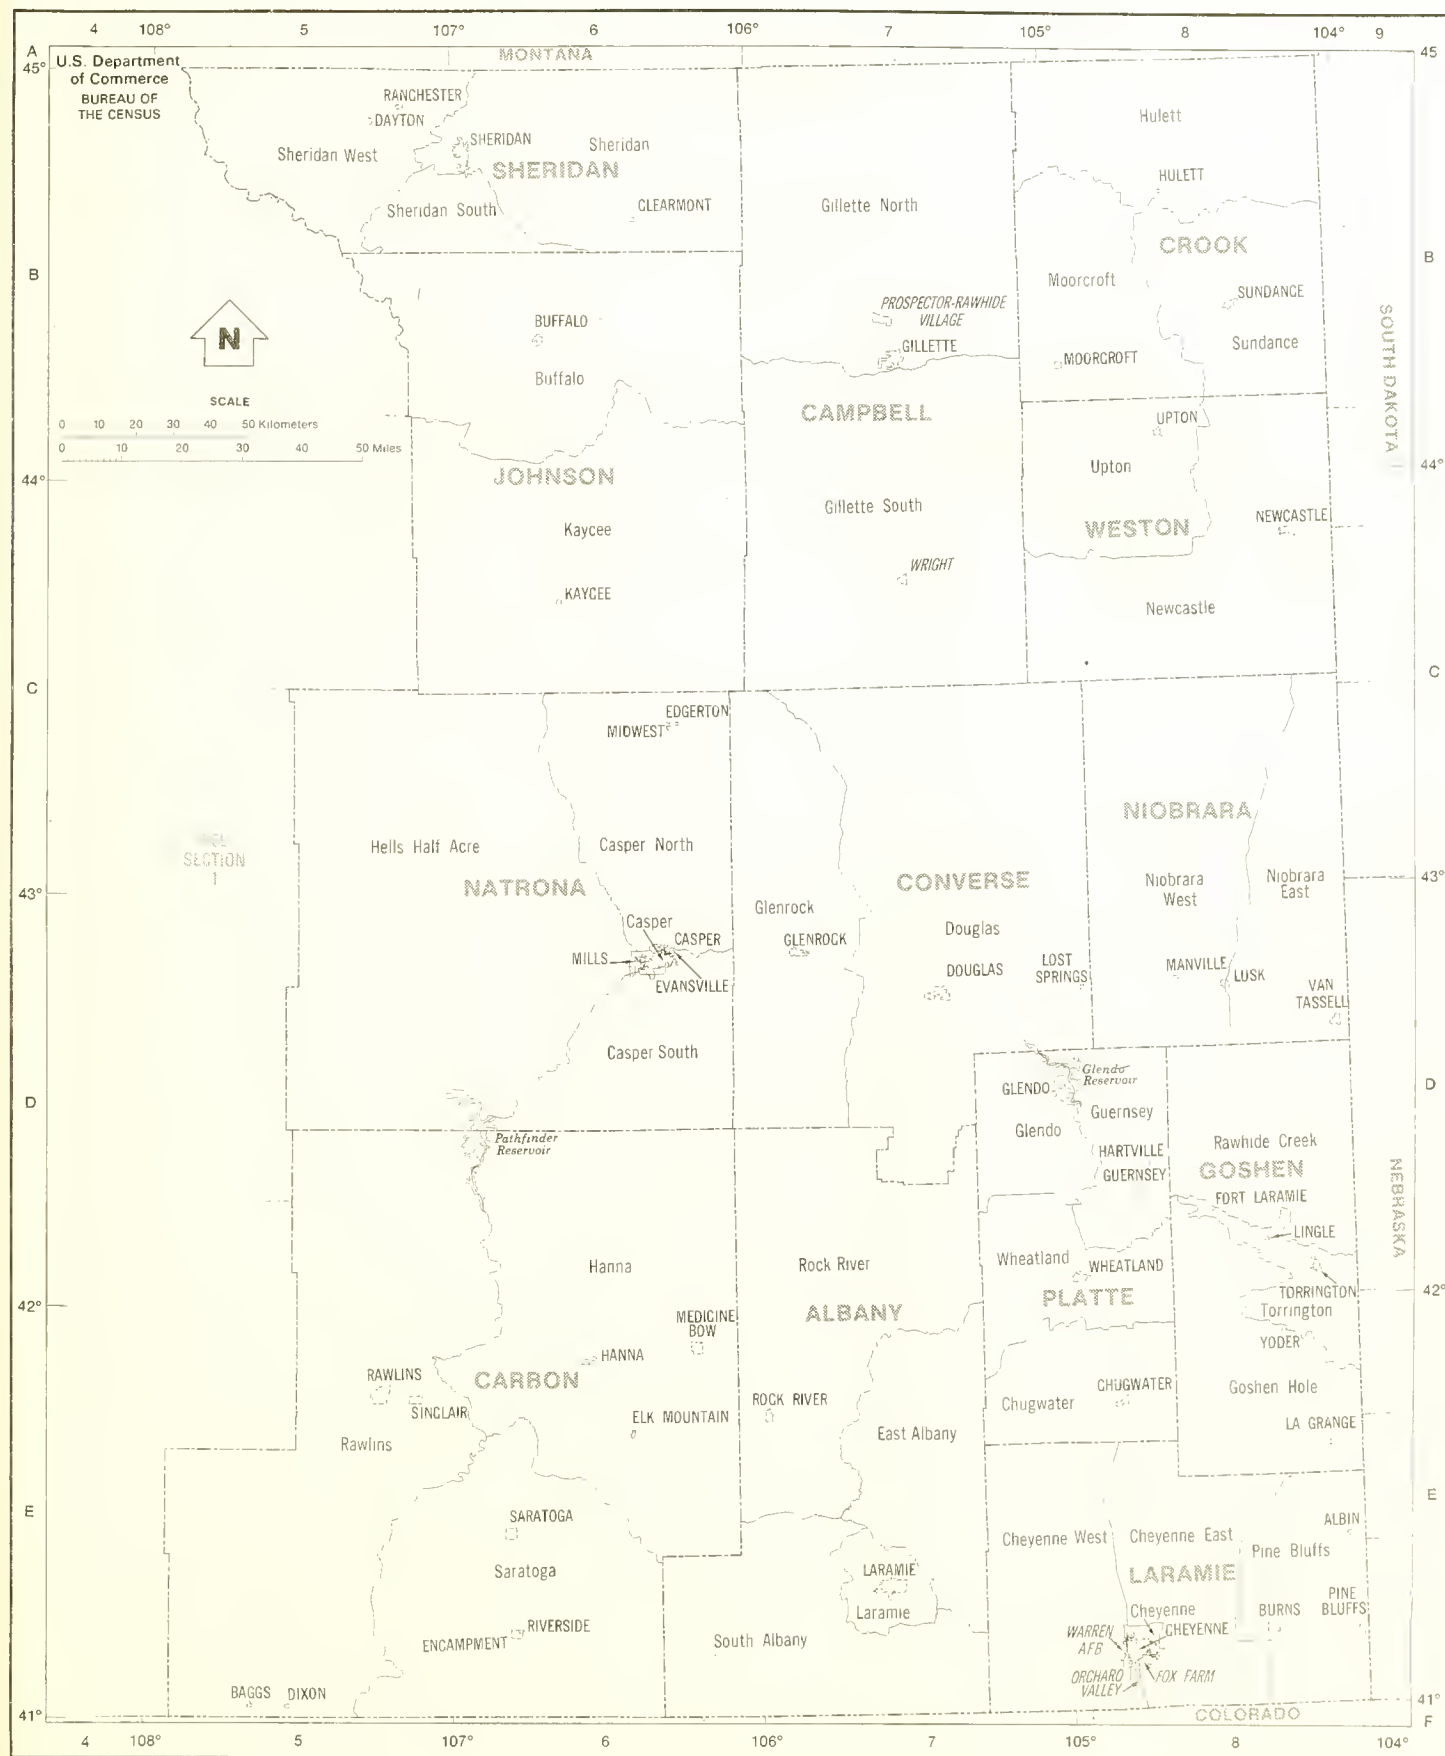 4 108° 5 107° 6 106° 7 105° 8 104° 9
A
45°
45
MONTANA
U.S. Department
of Commerce
BUREAU OF
THE CENSUS
RANCHESTER
DAYTON
SHERIDAN
Sheridan
Sheridan West
SHERIDAN
Sheridan South
CLEARMONT
Gillette North
Hulett
HULETT
CROOK
B
B
Moorcroft
SUNDANCE
Sundance
MOORCROFT
PROSPECTOR-RAWHIDE
VILLAGE
GILLETTE
N
BUFFALO
Buffalo
SOUTH DAKOTA
SCALE
0 10 20 30 40 50 Kilometers
0 10 20 30 40 50 Miles
CAMPBELL
UPTON
Upton
44°
44°
JOHNSON
Gillette South
WESTON
NEWCASTLE
Kaycee
WRIGHT
KAYCEE
Newcastle
C
C
EDGERTON
MIDWEST
NIOBRARA
SECTION
1
Hells Half Acre
Casper North
NATRONA
CONVERSE
43°
43°
Niobrara
West
Niobrara
East
Glenrock
Casper
Douglas
CASPER
GLENROCK
MILLS
EVANSVILLE
DOUGLAS
LOST
SPRINGS
MANVILLE
LUSK
VAN
TASSELL
Casper South
Glendo
Reservoir
GLENDO
D
D
Guernsey
Glendo
Pathfinder
Reservoir
HARTVILLE
GUERNSEY
Rawhide Creek
GOSHEN
NEBRASKA
FORT LARAMIE
LINGLE
Hanna
Rock River
Wheatland
WHEATLAND
42°
42°
ALBANY
PLATTE
TORRINGTON
Torrington
MEDICINE
BOW
YODER
HANNA
RAWLINS
CARBON
SINCLAIR
ELK MOUNTAIN
ROCK RIVER
CHUGWATER
Chugwater
Goshen Hole
LA GRANGE
Rawlins
East Albany
E
E
SARATOGA
Saratoga
Cheyenne West
Cheyenne East
ALBIN
Pine Bluffs
LARAMIE
LARAMIE
Laramie
Cheyenne
CHEYENNE
BURNS
PINE
BLUFFS
RIVERSIDE
ENCAMPMENT
South Albany
WARREN
AFB
ORCHARD
VALLEY
FOX FARM
BAGGS
DIXON
41°
41°
COLORADO
F
4 108° 5 107° 6 106° 7 105° 8 104°